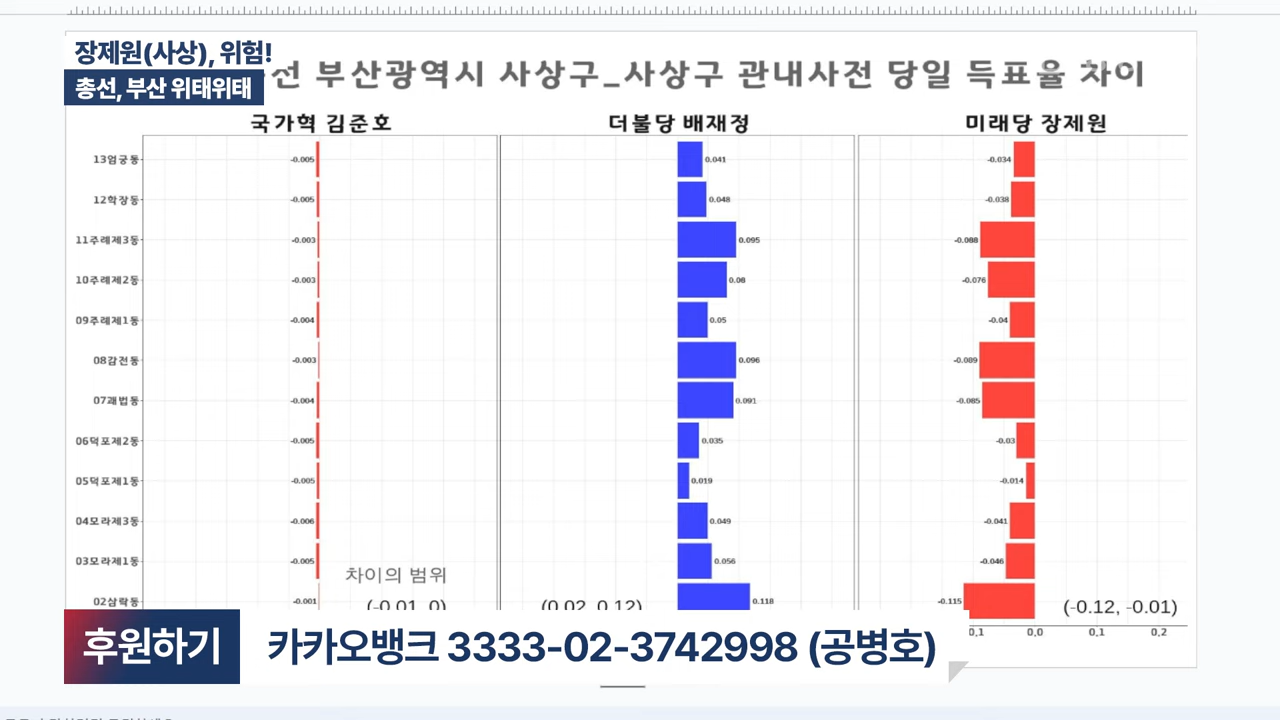 장제원(사상), 위험!
총선, 부산 위태위태
선 부산광역시 사상구_사상구 관내사전 당일 득표율 차이
국가혁 김준호 더불당 배재정 미래당 장제원
13엄궁동 -0.005 0.041 -0.034
12학장동 -0.005 0.048 -0.038
11주례제3동 -0.003 0.095 -0.088
10주례제2동 -0.003 0.08 -0.076
09주례제1동 -0.004 0.05 -0.04
08감전동 -0.003 0.096 -0.089
07괘법동 -0.004 0.091 -0.085
06덕포제2동 -0.005 0.035 -0.03
05덕포제1동 -0.005 0.019 -0.014
04모라제3동 -0.006 0.049 -0.041
03모라제1동 -0.005 0.056 -0.046
차이의 범위
02삼락동 -0.001 (-0.01, 0) (0.02, 0.12) 0.118 -0.115 (-0.12, -0.01)
0,1 0,0 0,1 0,2
후원하기 카카오뱅크 3333-02-3742998 (공병호)